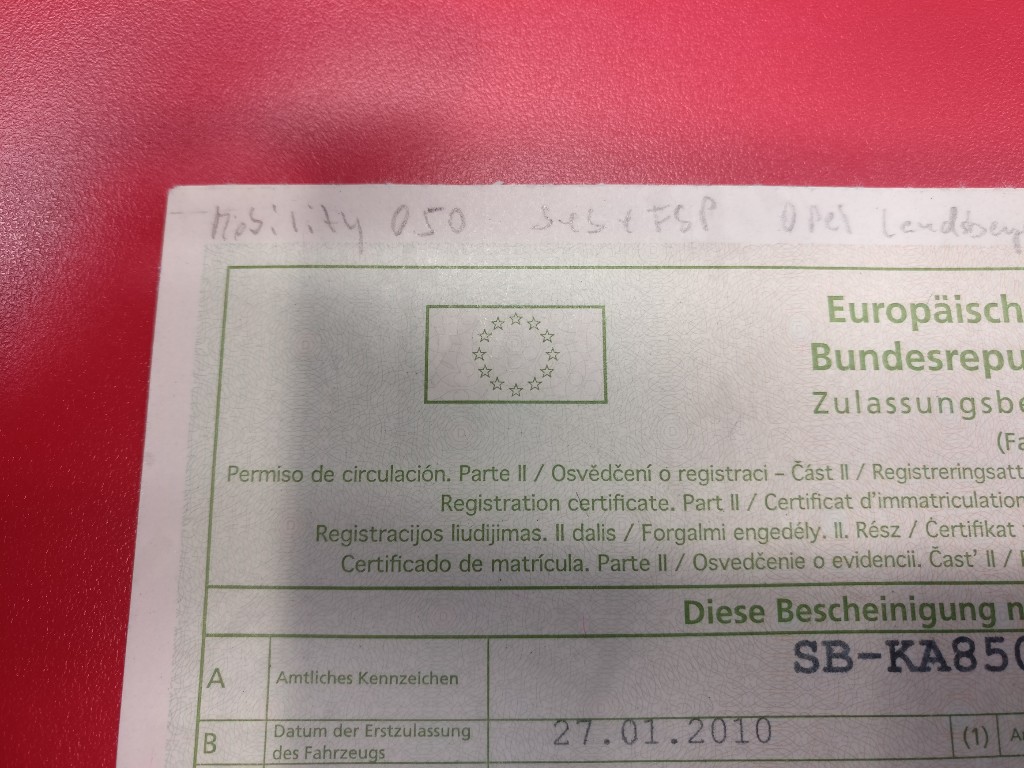 Mobility 050 FSP Opel Landsberg
Europäisch
Bundesrepu
Zulassungsbe
(Fa
Permiso de circulación. Parte II / Osvědčení o registraci – Část II / Registreringsatt
Registration certificate. Part II / Certificat d'immatriculation
Registracijos liudijimas. II dalis / Forgalmi engedély. II. Rész / Ċertifikat
Certificado de matrícula. Parte II / Osvedčenie o evidencii. Časť II /
Diese Bescheinigung n
A Amtliches Kennzeichen SB-KA850
B Datum der Erstzulassung des Fahrzeugs 27.01.2010 (1) A